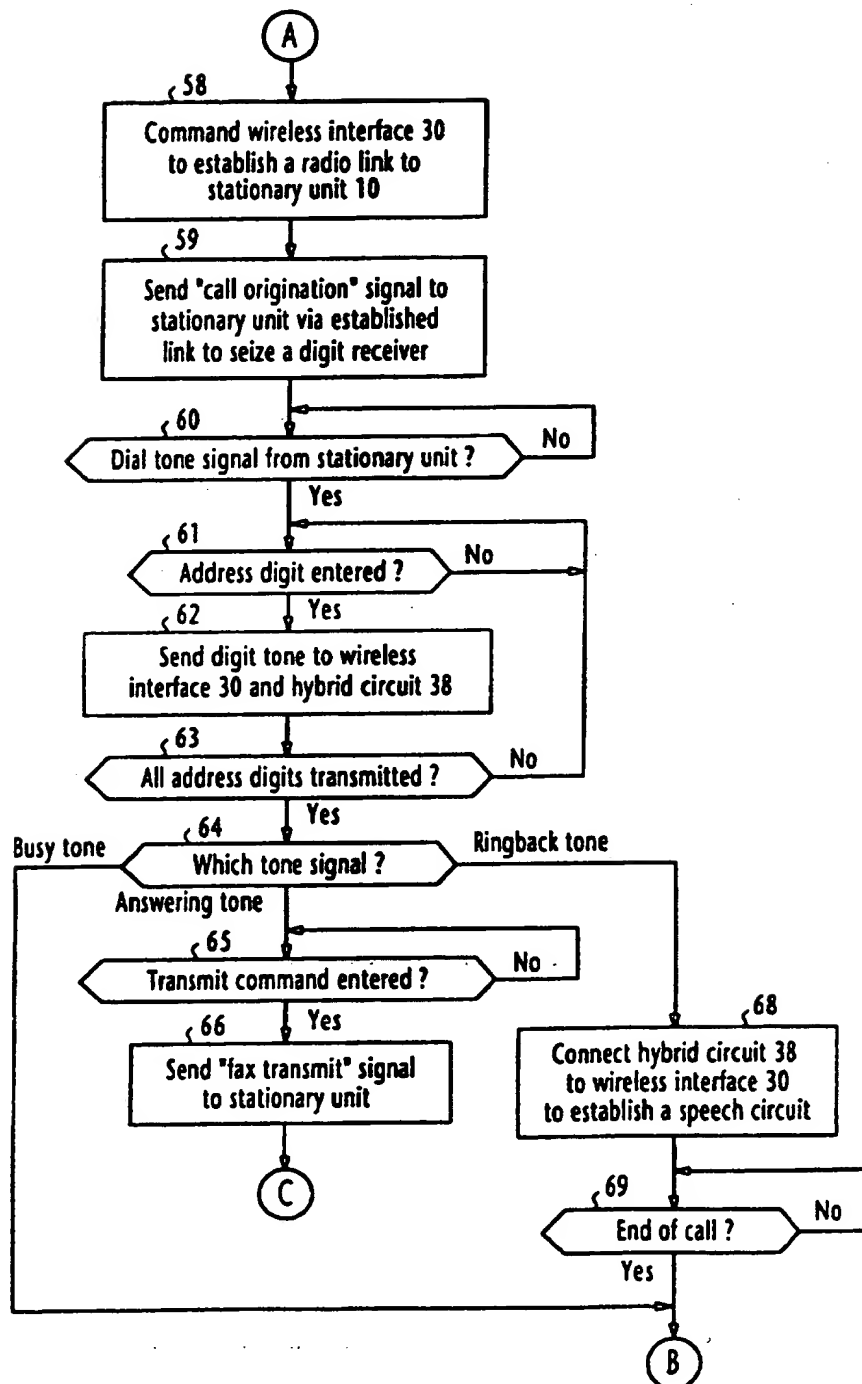 A
58
Command wireless interface 30
to establish a radio link to
stationary unit 10
59
Send "call origination" signal to
stationary unit via established
link to seize a digit receiver
60
Dial tone signal from stationary unit ?
No
Yes
61
Address digit entered ?
No
Yes
62
Send digit tone to wireless
interface 30 and hybrid circuit 38
63
All address digits transmitted ?
No
Yes
64
Busy tone
Which tone signal ?
Ringback tone
Answering tone
65
Transmit command entered ?
No
Yes
66
Send "fax transmit" signal
to stationary unit
C
68
Connect hybrid circuit 38
to wireless interface 30
to establish a speech circuit
69
End of call ?
No
Yes
B